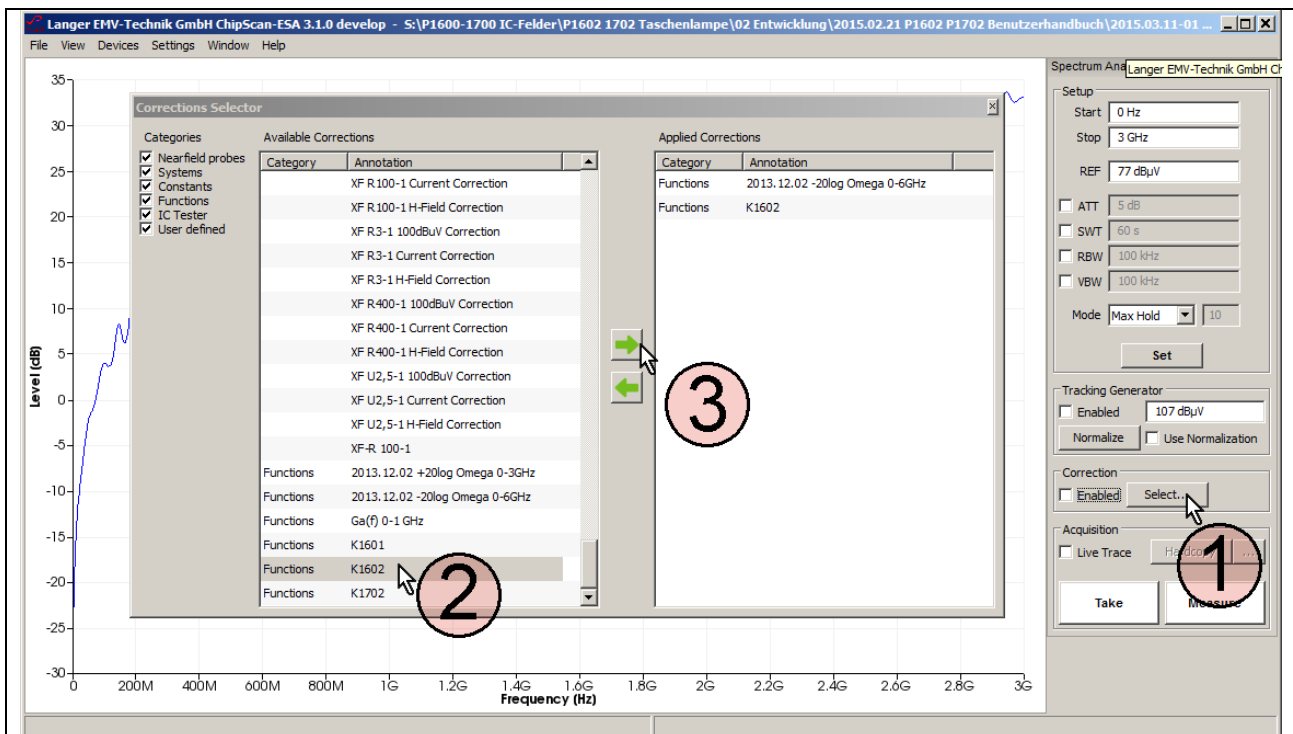 Langer EMV-Technik GmbH ChipScan-ESA 3.1.0 develop - S:\P1600-1700 IC-Felder\P1602 1702 Taschenlampe\02 Entwicklung\2015.02.21 P1602 P1702 Benutzerhandbuch\2015.03.11-01 ...
File View Devices Settings Window Help
Spectrum Ana
Langer EMV-Technik GmbH Ch
35
30
25
20
15
10
5
0
-5
-10
-15
-20
-25
-30
Level (dB)
0 200M 400M 600M 800M 1G 1.2G 1.4G 1.6G 1.8G 2G 2.2G 2.4G 2.6G 2.8G 3G
Frequency (Hz)
Corrections Selector
Categories
Nearfield probes
Systems
Constants
Functions
IC Tester
User defined
Available Corrections
Category Annotation
XF R100-1 Current Correction
XF R100-1 H-Field Correction
XF R3-1 100dBuV Correction
XF R3-1 Current Correction
XF R3-1 H-Field Correction
XF R400-1 100dBuV Correction
XF R400-1 Current Correction
XF R400-1 H-Field Correction
XF U2,5-1 100dBuV Correction
XF U2,5-1 Current Correction
XF U2,5-1 H-Field Correction
XF-R 100-1
Functions 2013.12.02 +20log Omega 0-3GHz
Functions 2013.12.02 -20log Omega 0-6GHz
Functions Ga(f) 0-1 GHz
Functions K1601
Functions K1602
Functions K1702
2
3
Applied Corrections
Category Annotation
Functions 2013.12.02 -20log Omega 0-6GHz
Functions K1602
Setup
Start 0 Hz
Stop 3 GHz
REF 77 dBµV
ATT 5 dB
SWT 60 s
RBW 100 kHz
VBW 100 kHz
Mode Max Hold 10
Set
Tracking Generator
Enabled 107 dBµV
Normalize Use Normalization
Correction
Enabled Select...
1
Acquisition
Live Trace Hardcopy ...
Take Measure